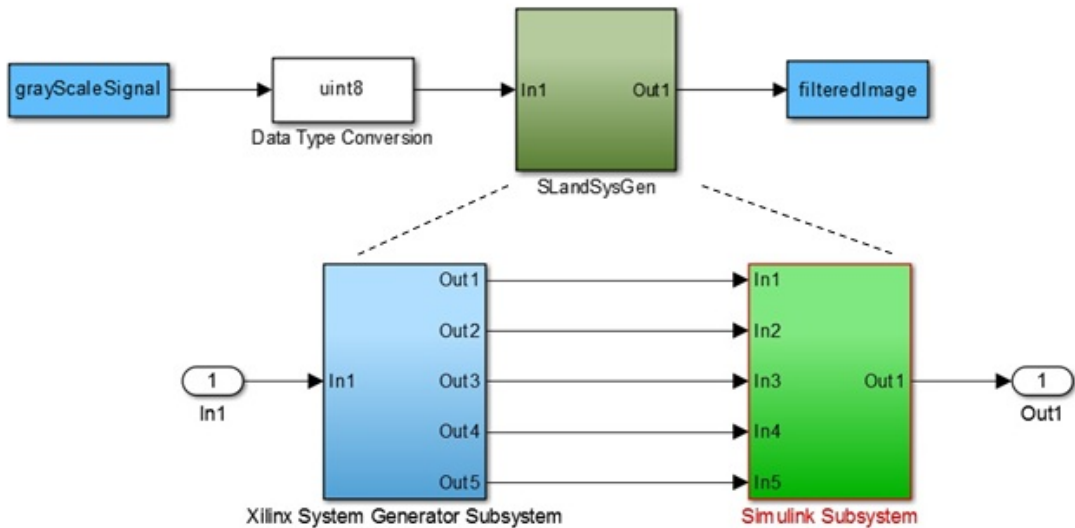 grayScaleSignal
uint8
Data Type Conversion
In1 Out1
SLandSysGen
filteredImage
1
In1
In1
Out1
Out2
Out3
Out4
Out5
Xilinx System Generator Subsystem
In1
In2
In3
In4
In5
Out1
Simulink Subsystem
1
Out1